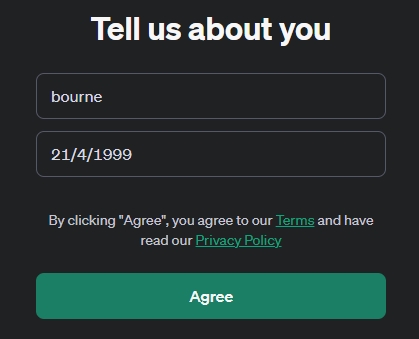 Tell us about you
bourne
21/4/1999
By clicking "Agree", you agree to our Terms and have
read our Privacy Policy
Agree